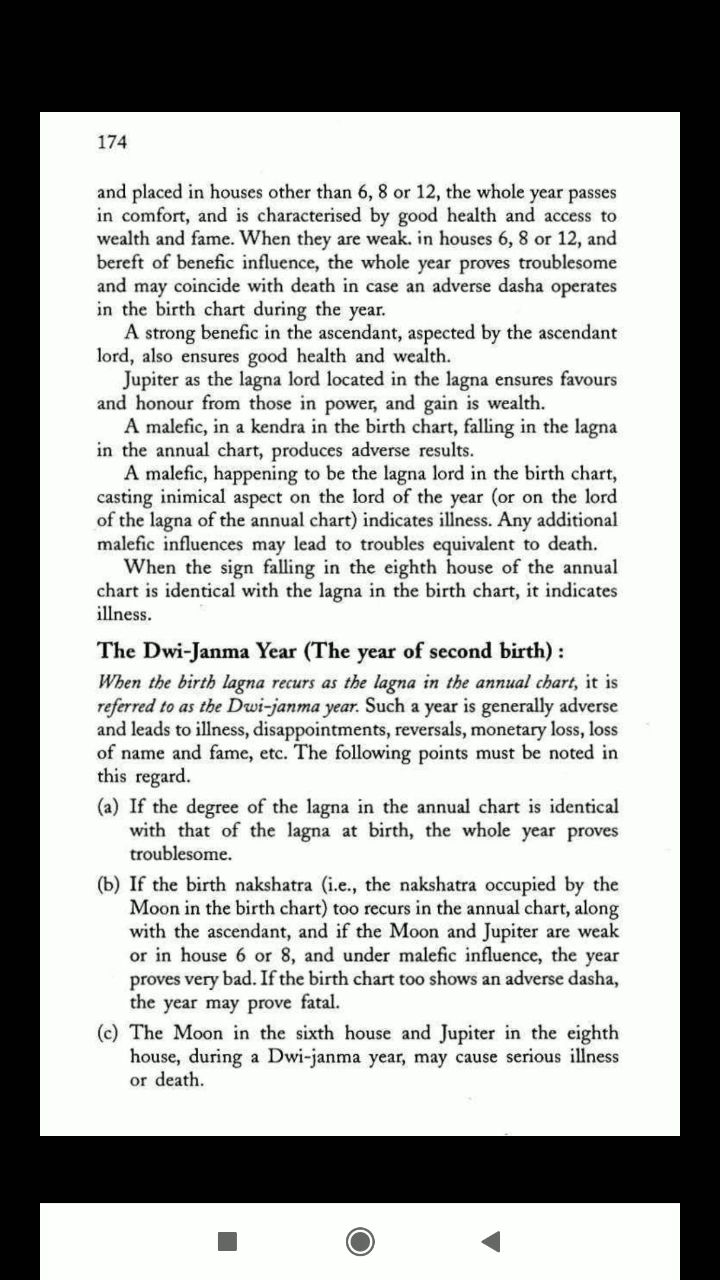 174
and placed in houses other than 6, 8 or 12, the whole year passes
in comfort, and is characterised by good health and access to
wealth and fame. When they are weak. in houses 6, 8 or 12, and
bereft of benefic influence, the whole year proves troublesome
and may coincide with death in case an adverse dasha operates
in the birth chart during the year.
A strong benefic in the ascendant, aspected by the ascendant
lord, also ensures good health and wealth.
Jupiter as the lagna lord located in the lagna ensures favours
and honour from those in power, and gain is wealth.
A malefic, in a kendra in the birth chart, falling in the lagna
in the annual chart, produces adverse results.
A malefic, happening to be the lagna lord in the birth chart,
casting inimical aspect on the lord of the year (or on the lord
of the lagna of the annual chart) indicates illness. Any additional
malefic influences may lead to troubles equivalent to death.
When the sign falling in the eighth house of the annual
chart is identical with the lagna in the birth chart, it indicates
illness.
The Dwi-Janma Year (The year of second birth) :
When the birth lagna recurs as the lagna in the annual chart, it is
referred to as the Dwi-janma year. Such a year is generally adverse
and leads to illness, disappointments, reversals, monetary loss, loss
of name and fame, etc. The following points must be noted in
this regard.
(a) If the degree of the lagna in the annual chart is identical
with that of the lagna at birth, the whole year proves
troublesome.
(b) If the birth nakshatra (i.e., the nakshatra occupied by the
Moon in the birth chart) too recurs in the annual chart, along
with the ascendant, and if the Moon and Jupiter are weak
or in house 6 or 8, and under malefic influence, the year
proves very bad. If the birth chart too shows an adverse dasha,
the year may prove fatal.
(c) The Moon in the sixth house and Jupiter in the eighth
house, during a Dwi-janma year, may cause serious illness
or death.